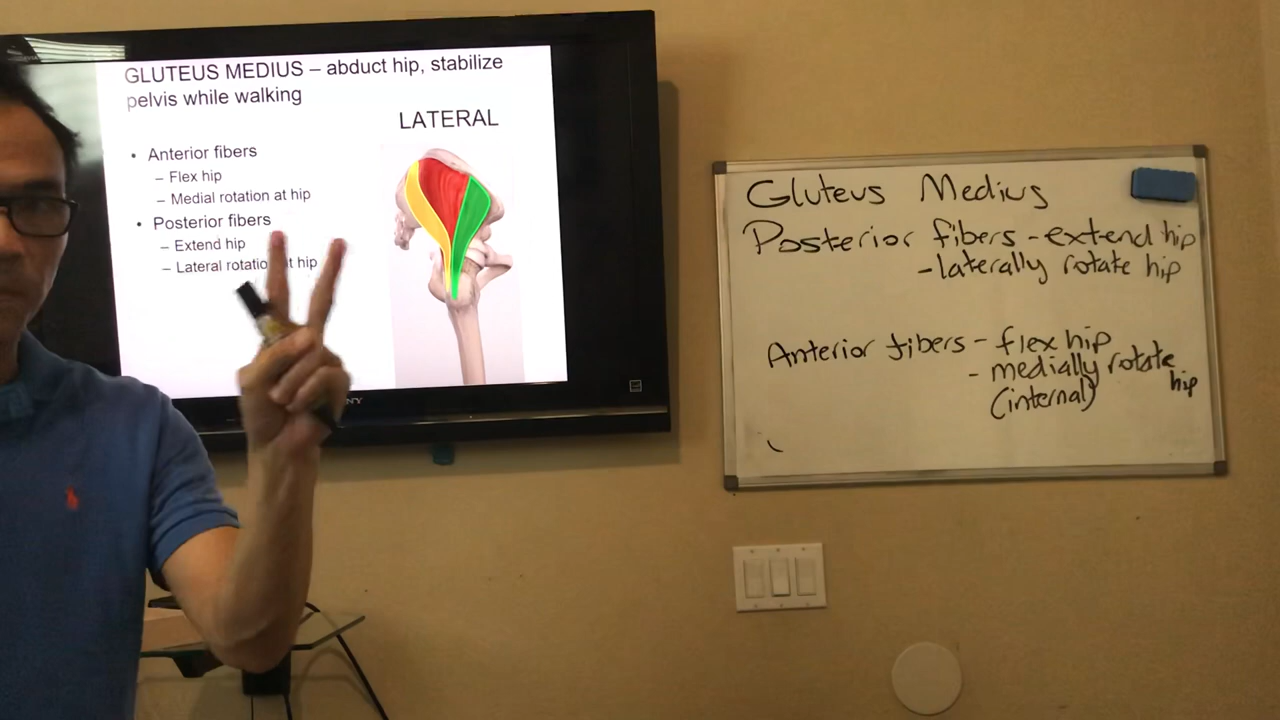 GLUTEUS MEDIUS – abduct hip, stabilize
pelvis while walking
LATERAL
• Anterior fibers
– Flex hip
– Medial rotation at hip
• Posterior fibers
– Extend hip
– Lateral rotation at hip
Gluteus Medius
Posterior fibers - extend hip
- laterally rotate hip
Anterior fibers - flex hip
- medially rotate
hip
(internal)